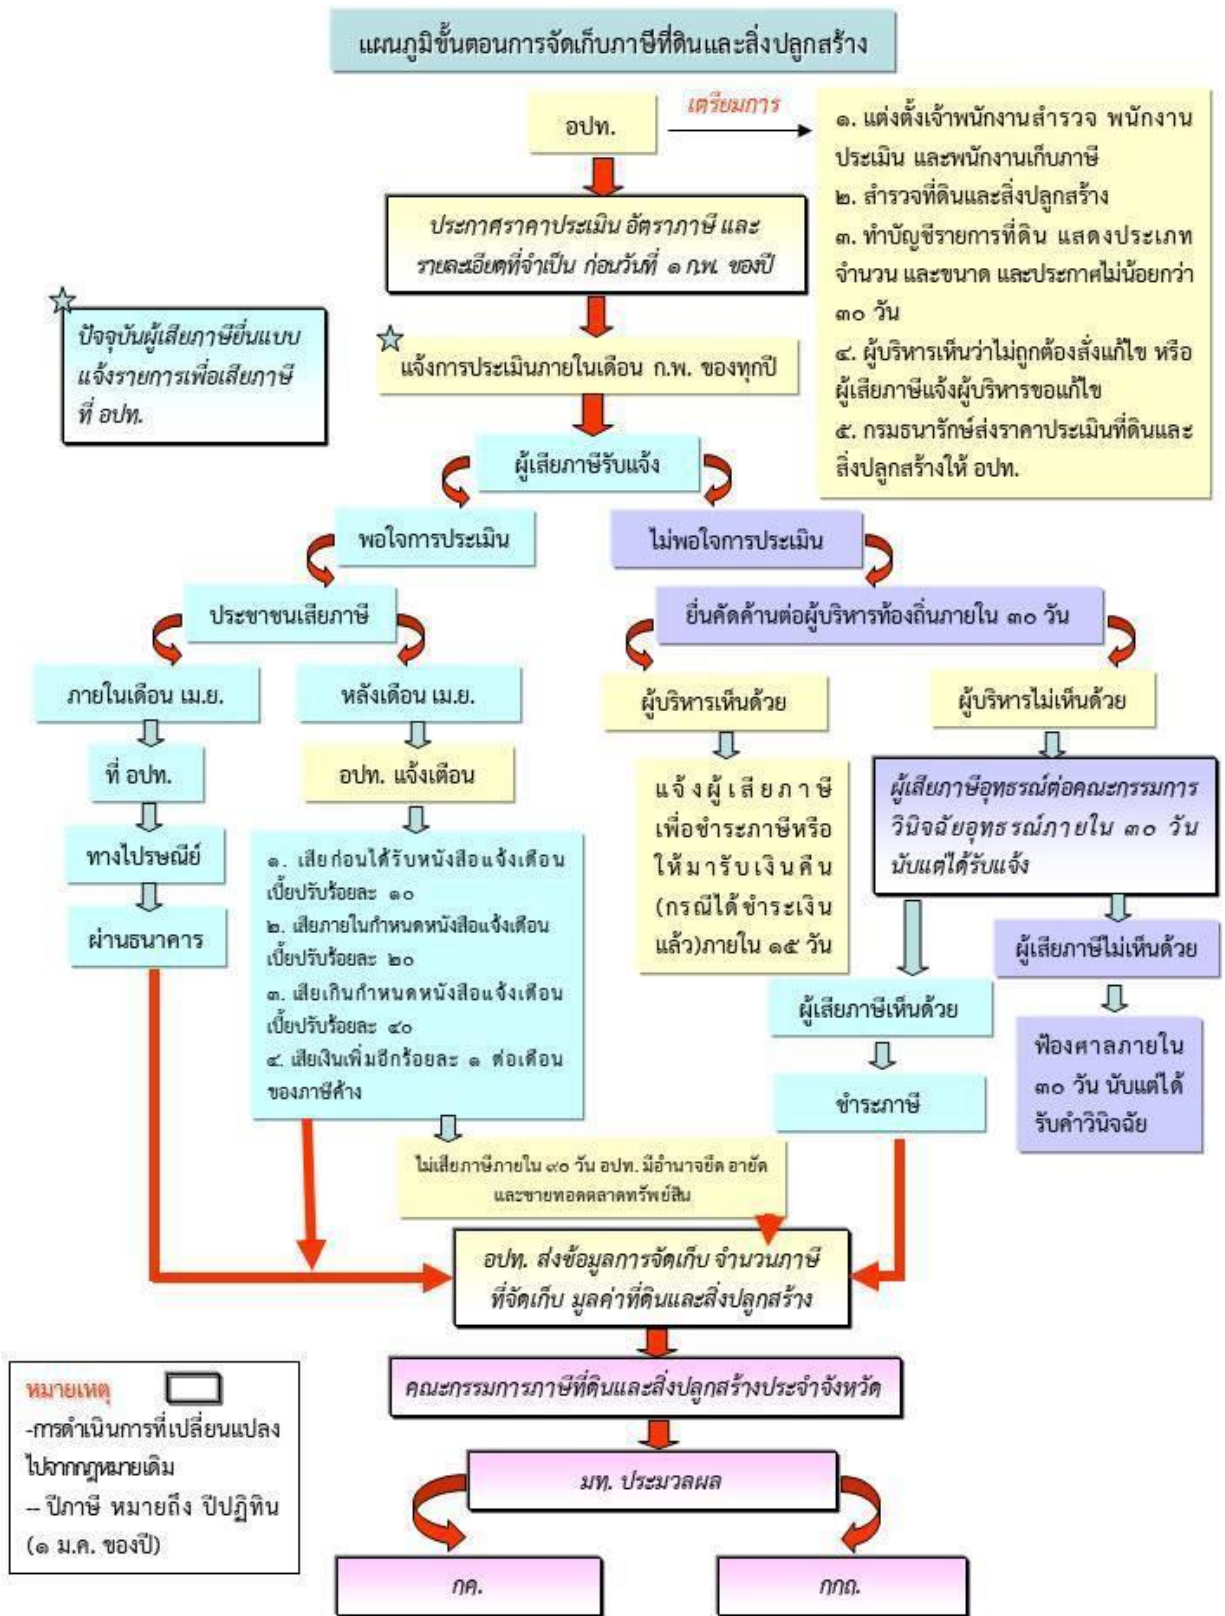 แผนภูมิขั้นตอนการจัดเก็บภาษีที่ดินและสิ่งปลูกสร้าง
อปท.
เตรียมการ
๑. แต่งตั้งเจ้าพนักงานสำรวจ พนักงาน
ประเมิน และพนักงานเก็บภาษี
๒. สำรวจที่ดินและสิ่งปลูกสร้าง
๓. ทำบัญชีรายการที่ดิน แสดงประเภท
จำนวน และขนาด และประกาศไม่น้อยกว่า
๓๐ วัน
๔. ผู้บริหารเห็นว่าไม่ถูกต้องสั่งแก้ไข หรือ
ผู้เสียภาษีแจ้งผู้บริหารขอแก้ไข
๕. กรมธนารักษ์ส่งราคาประเมินที่ดินและ
สิ่งปลูกสร้างให้ อปท.
ประกาศราคาประเมิน อัตราภาษี และ
รายละเอียดที่จำเป็น ก่อนวันที่ ๑ ก.พ. ของปี
ปัจจุบันผู้เสียภาษียื่นแบบ
แจ้งรายการเพื่อเสียภาษี
ที่ อปท.
แจ้งการประเมินภายในเดือน ก.พ. ของทุกปี
ผู้เสียภาษีรับแจ้ง
พอใจการประเมิน
ไม่พอใจการประเมิน
ประชาชนเสียภาษี
ยื่นคัดค้านต่อผู้บริหารท้องถิ่นภายใน ๓๐ วัน
ภายในเดือน เม.ย.
หลังเดือน เม.ย.
ผู้บริหารเห็นด้วย
ผู้บริหารไม่เห็นด้วย
ที่ อปท.
อปท. แจ้งเตือน
แจ้งผู้เสียภาษี
เพื่อชำระภาษีหรือ
ให้มารับเงินคืน
(กรณีได้ชำระเงิน
แล้ว)ภายใน ๑๕ วัน
ผู้เสียภาษีอุทธรณ์ต่อคณะกรรมการ
วินิจฉัยอุทธรณ์ภายใน ๓๐ วัน
นับแต่ได้รับแจ้ง
ทางไปรษณีย์
ผ่านธนาคาร
๑. เสียก่อนได้รับหนังสือแจ้งเตือน
เบี้ยปรับร้อยละ ๑๐
๒. เสียภายในกำหนดหนังสือแจ้งเตือน
เบี้ยปรับร้อยละ ๒๐
๓. เสียเกินกำหนดหนังสือแจ้งเตือน
เบี้ยปรับร้อยละ ๔๐
๔. เสียเงินเพิ่มอีกร้อยละ ๑ ต่อเดือน
ของภาษีค้าง
ผู้เสียภาษีไม่เห็นด้วย
ผู้เสียภาษีเห็นด้วย
ฟ้องศาลภายใน
๓๐ วัน นับแต่ได้
รับคำวินิจฉัย
ชำระภาษี
ไม่เสียภาษีภายใน ๙๐ วัน อปท. มีอำนาจยึด อายัด
และขายทอดตลาดทรัพย์สิน
อปท. ส่งข้อมูลการจัดเก็บ จำนวนภาษี
ที่จัดเก็บ มูลค่าที่ดินและสิ่งปลูกสร้าง
คณะกรรมการภาษีที่ดินและสิ่งปลูกสร้างประจำจังหวัด
มท. ประมวลผล
กค.
กกถ.
หมายเหตุ
-การดำเนินการที่เปลี่ยนแปลง
ไปจากกฎหมายเดิม
-- ปีภาษี หมายถึง ปีปฏิทิน
(๑ ม.ค. ของปี)